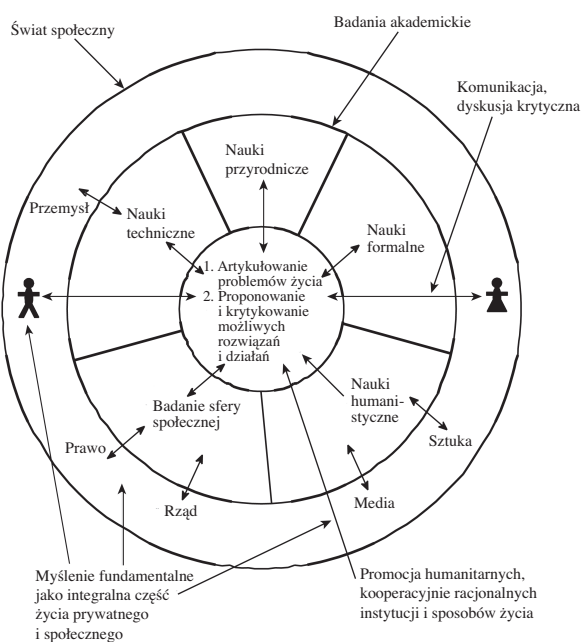 Świat społeczny
Badania akademickie
Komunikacja,
dyskusja krytyczna
Nauki
przyrodnicze
Przemysł
Nauki
techniczne
Nauki
formalne
1. Artykułowanie
problemów życia
2. Proponowanie
i krytykowanie
możliwych
rozwiązań
i działań
Badanie sfery
społecznej
Nauki
humani-
styczne
Prawo
Sztuka
Rząd
Media
Myślenie fundamentalne
jako integralna część
życia prywatnego
i społecznego
Promocja humanitarnych,
kooperacyjnie racjonalnych
instytucji i sposobów życia